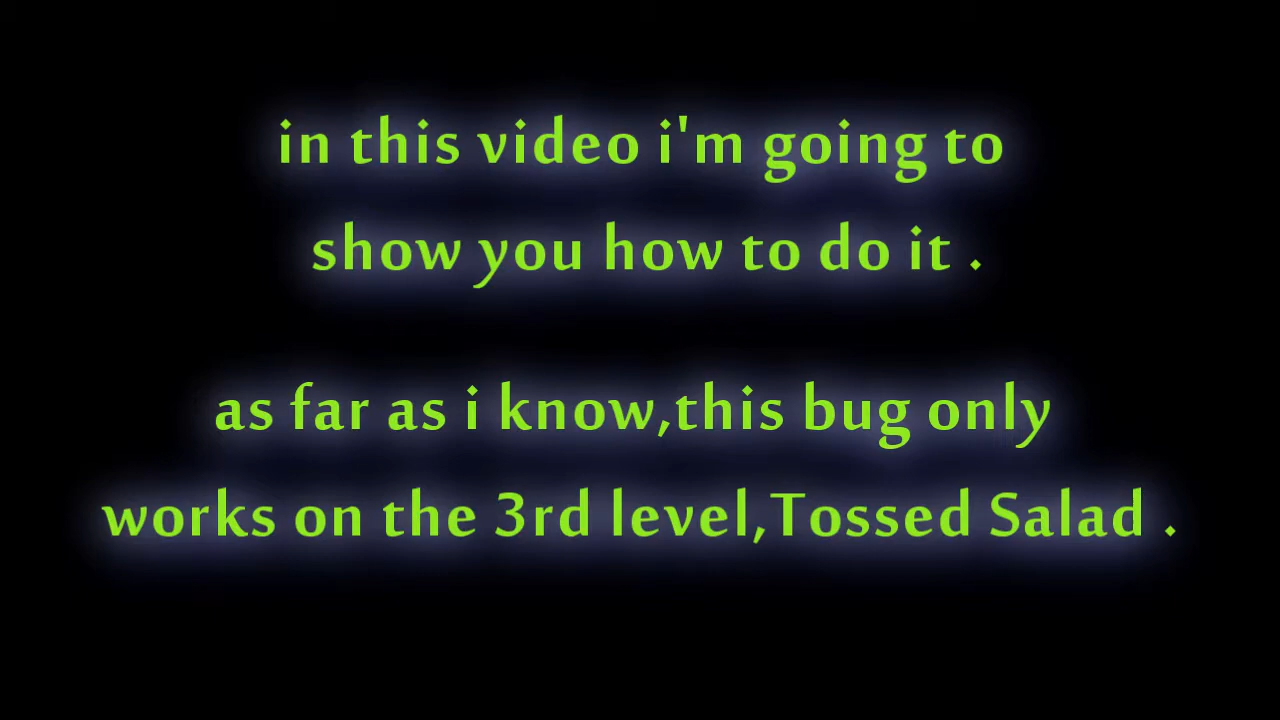 in this video i'm going to
show you how to do it .
as far as i know,this bug only
works on the 3rd level,Tossed Salad .